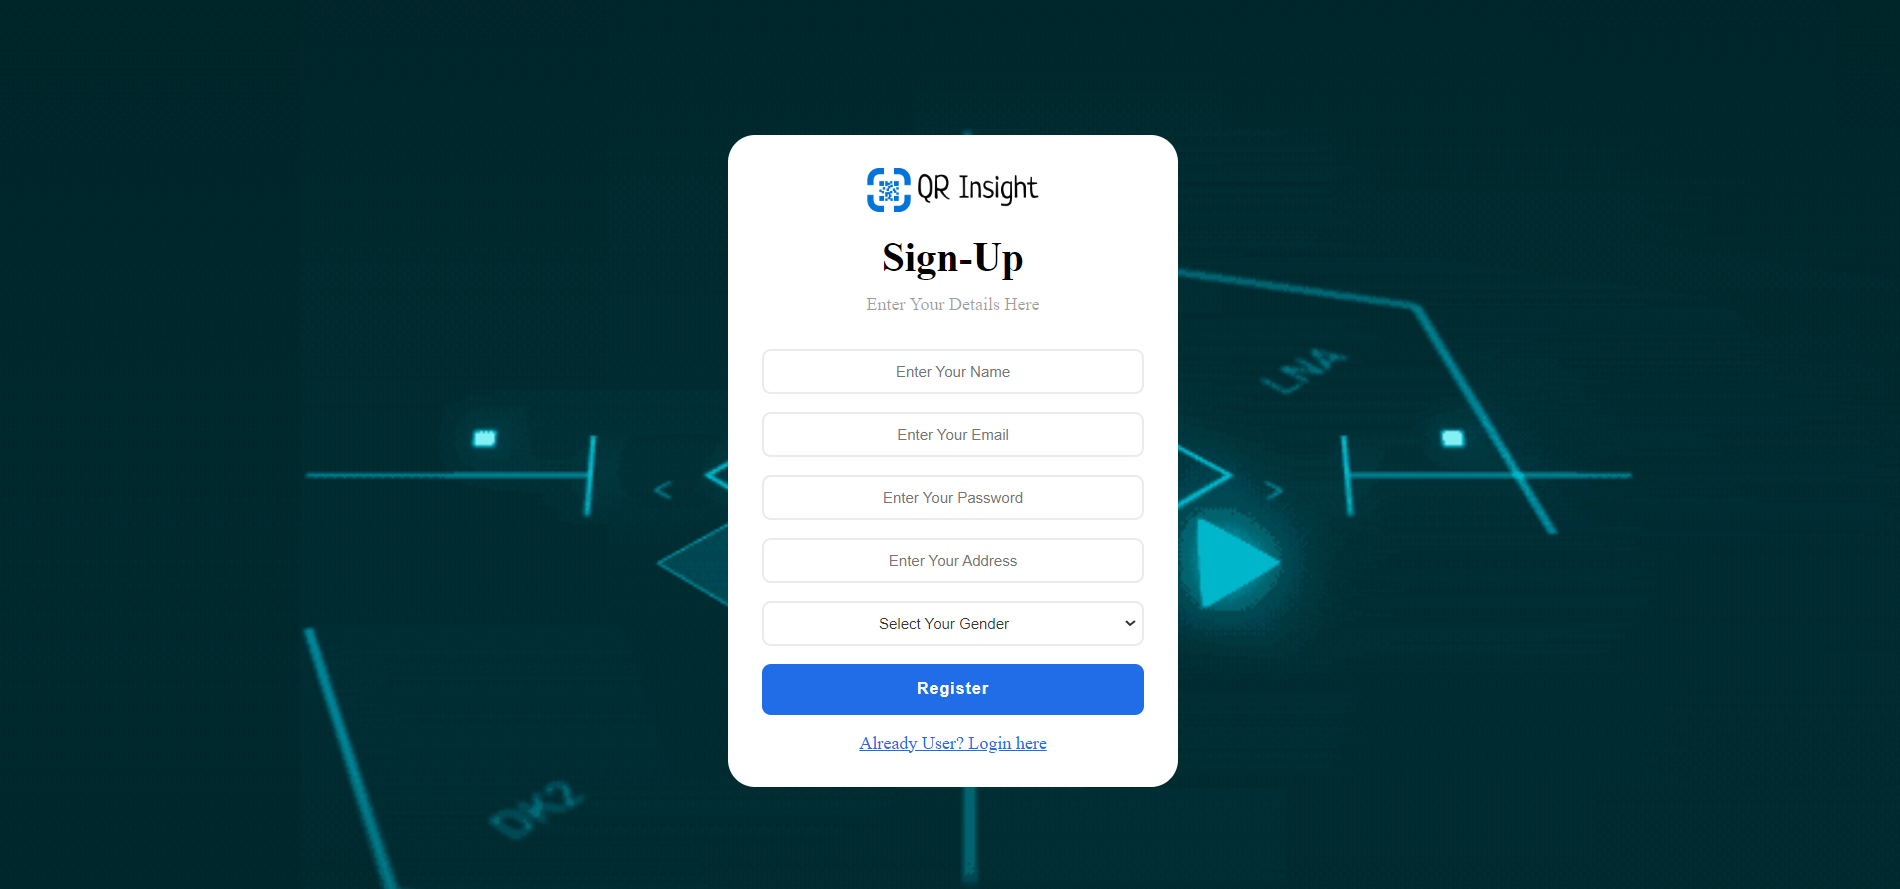 QR Insight
Sign-Up
Enter Your Details Here
Enter Your Name
LNA
Enter Your Email
Enter Your Password
< >
Enter Your Address
Select Your Gender
Register
Already User? Login here
DK2